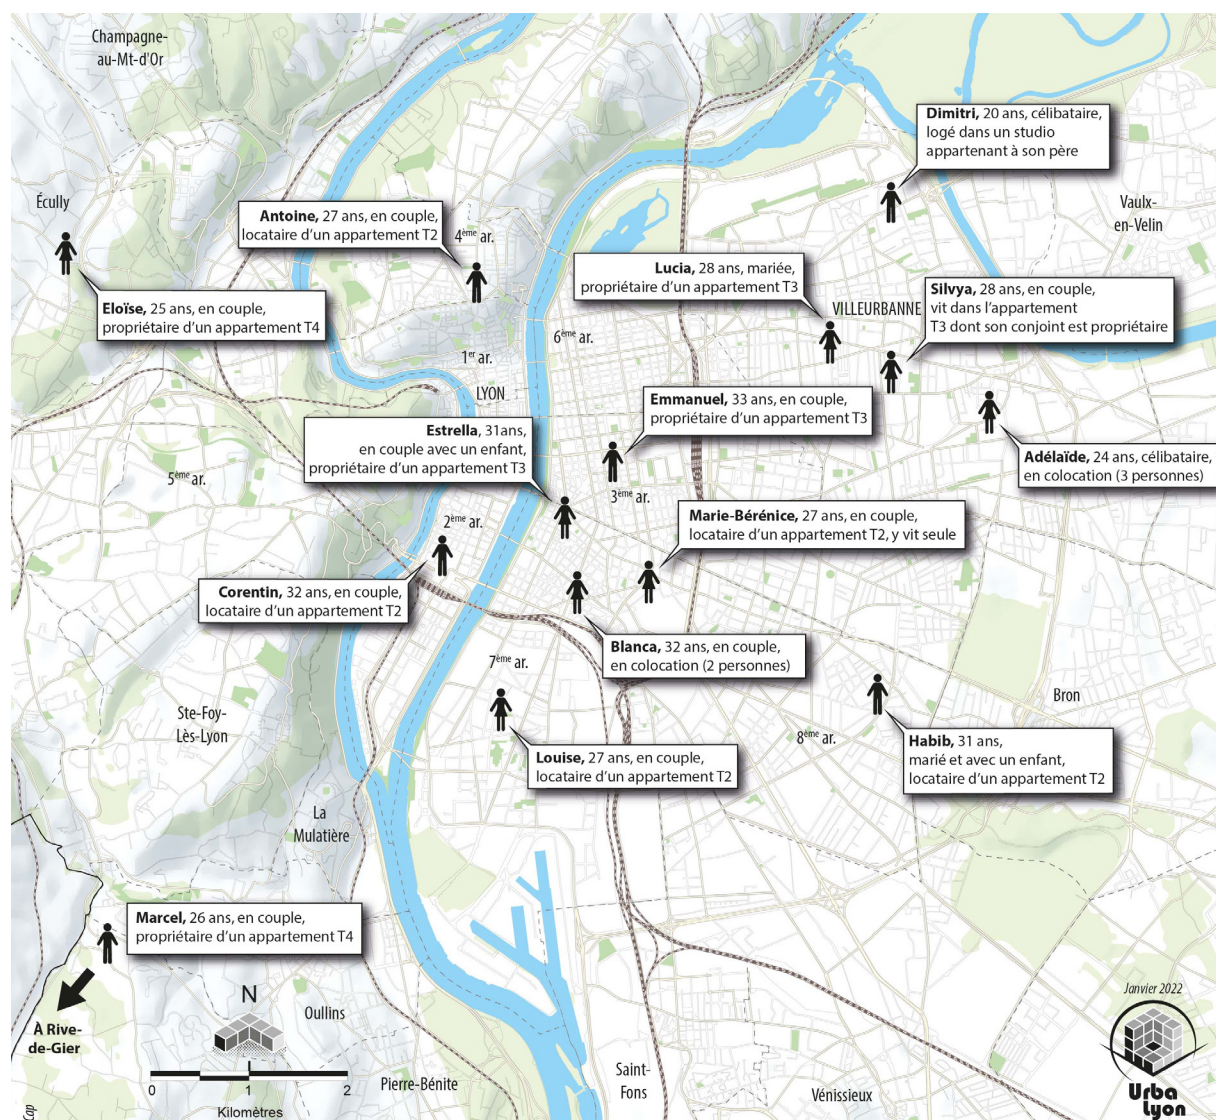 Champagne-
au-Mt-d'Or
Dimitri, 20 ans, célibataire,
logé dans un studio
appartenant à son père
Écully
Vaulx-
en-Velin
Antoine, 27 ans, en couple,
locataire d'un appartement T2
4ème ar.
Lucia, 28 ans, mariée,
propriétaire d'un appartement T3
Silvya, 28 ans, en couple,
vit dans l'appartement
T3 dont son conjoint est propriétaire
Eloïse, 25 ans, en couple,
propriétaire d'un appartement T4
VILLEURBANNE
6ème ar.
1er ar.
LYON
Emmanuel, 33 ans, en couple,
propriétaire d'un appartement T3
Estrella, 31ans,
en couple avec un enfant,
propriétaire d'un appartement T3
Adélaïde, 24 ans, célibataire,
en colocation (3 personnes)
5ème ar.
3ème ar.
2ème ar.
Marie-Bérénice, 27 ans, en couple,
locataire d'un appartement T2, y vit seule
Corentin, 32 ans, en couple,
locataire d'un appartement T2
Blanca, 32 ans, en couple,
en colocation (2 personnes)
7ème ar.
Bron
Ste-Foy-
Lès-Lyon
8ème ar.
Habib, 31 ans,
marié et avec un enfant,
locataire d'un appartement T2
Louise, 27 ans, en couple,
locataire d'un appartement T2
La
Mulatière
Marcel, 26 ans, en couple,
propriétaire d'un appartement T4
À Rive-
de-Gier
N
Oullins
Janvier 2022
0 1 2
Kilomètres
Pierre-Bénite
Saint-
Fons
Vénissieux
Urba
Lyon
Cap